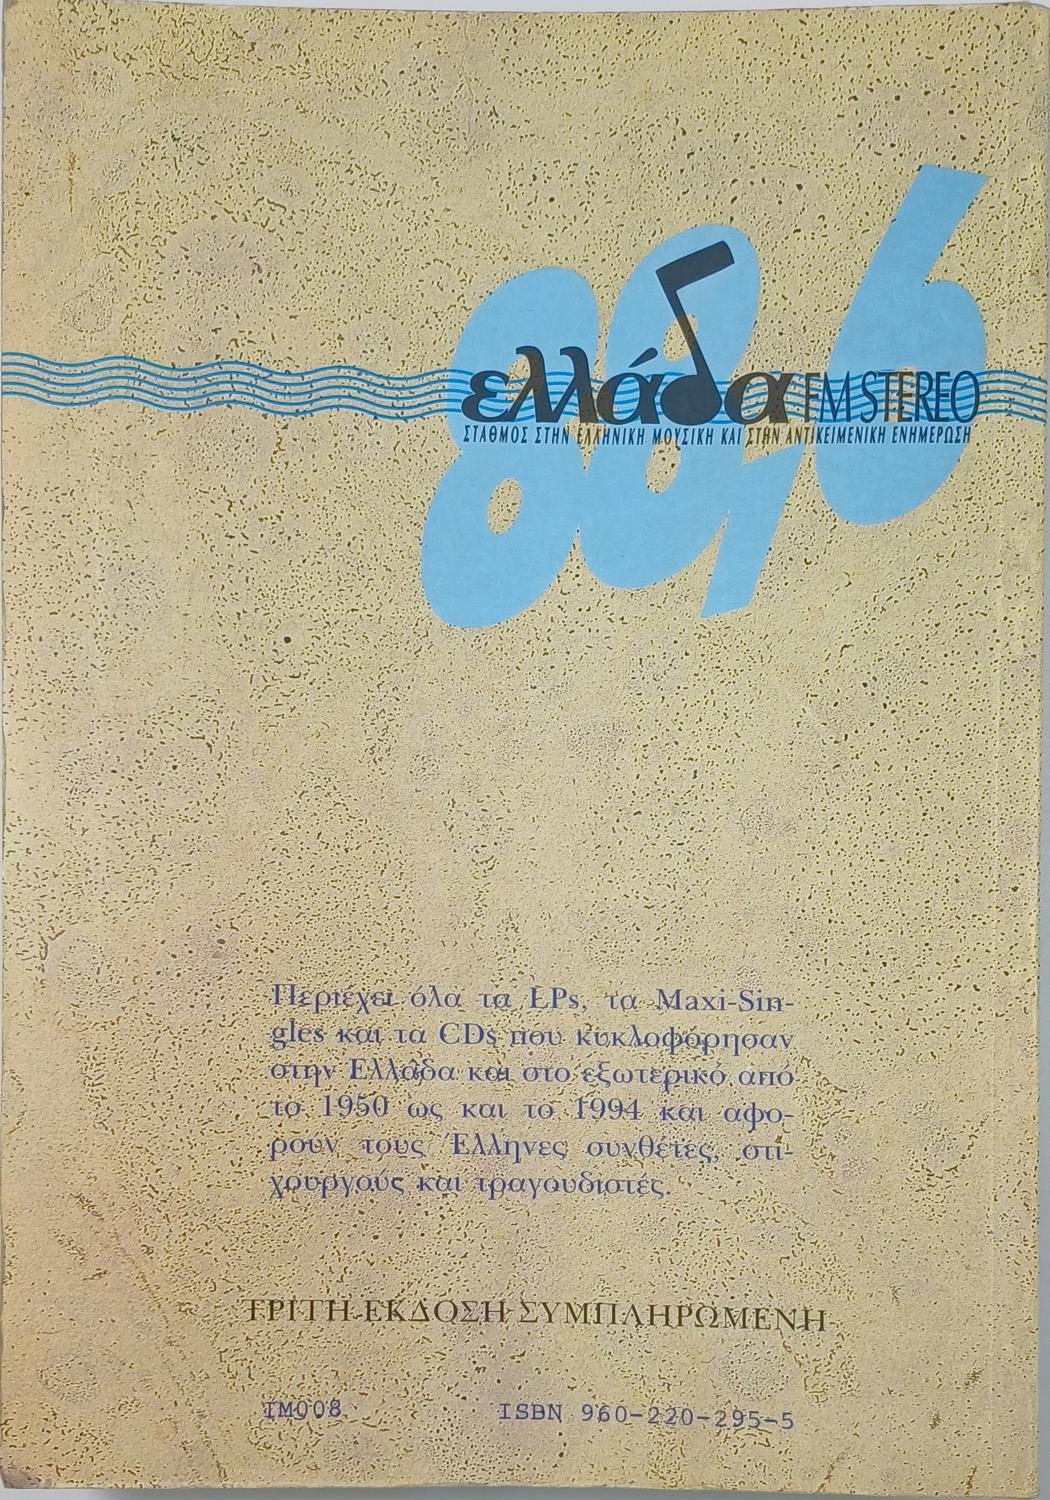 88,6
ελλάδα FM STEREO
ΣΤΑΘΜΟΣ ΣΤΗΝ ΕΛΛΗΝΙΚΗ ΜΟΥΣΙΚΗ ΚΑΙ ΣΤΗΝ ΑΝΤΙΚΕΙΜΕΝΙΚΗ ΕΝΗΜΕΡΩΣΗ
Περιέχει όλα τα LPs, τα Maxi-Sin-
gles και τα CDs που κυκλοφόρησαν
στην Ελλάδα και στο εξωτερικό από
το 1950 ως και το 1994 και αφο-
ρούν τους Έλληνες συνθέτες, στι-
χουργούς και τραγουδιστές.
ΤΡΙΤΗ ΕΚΔΟΣΗ ΣΥΜΠΛΗΡΩΜΕΝΗ
IM008 ISBN 960-220-295-5